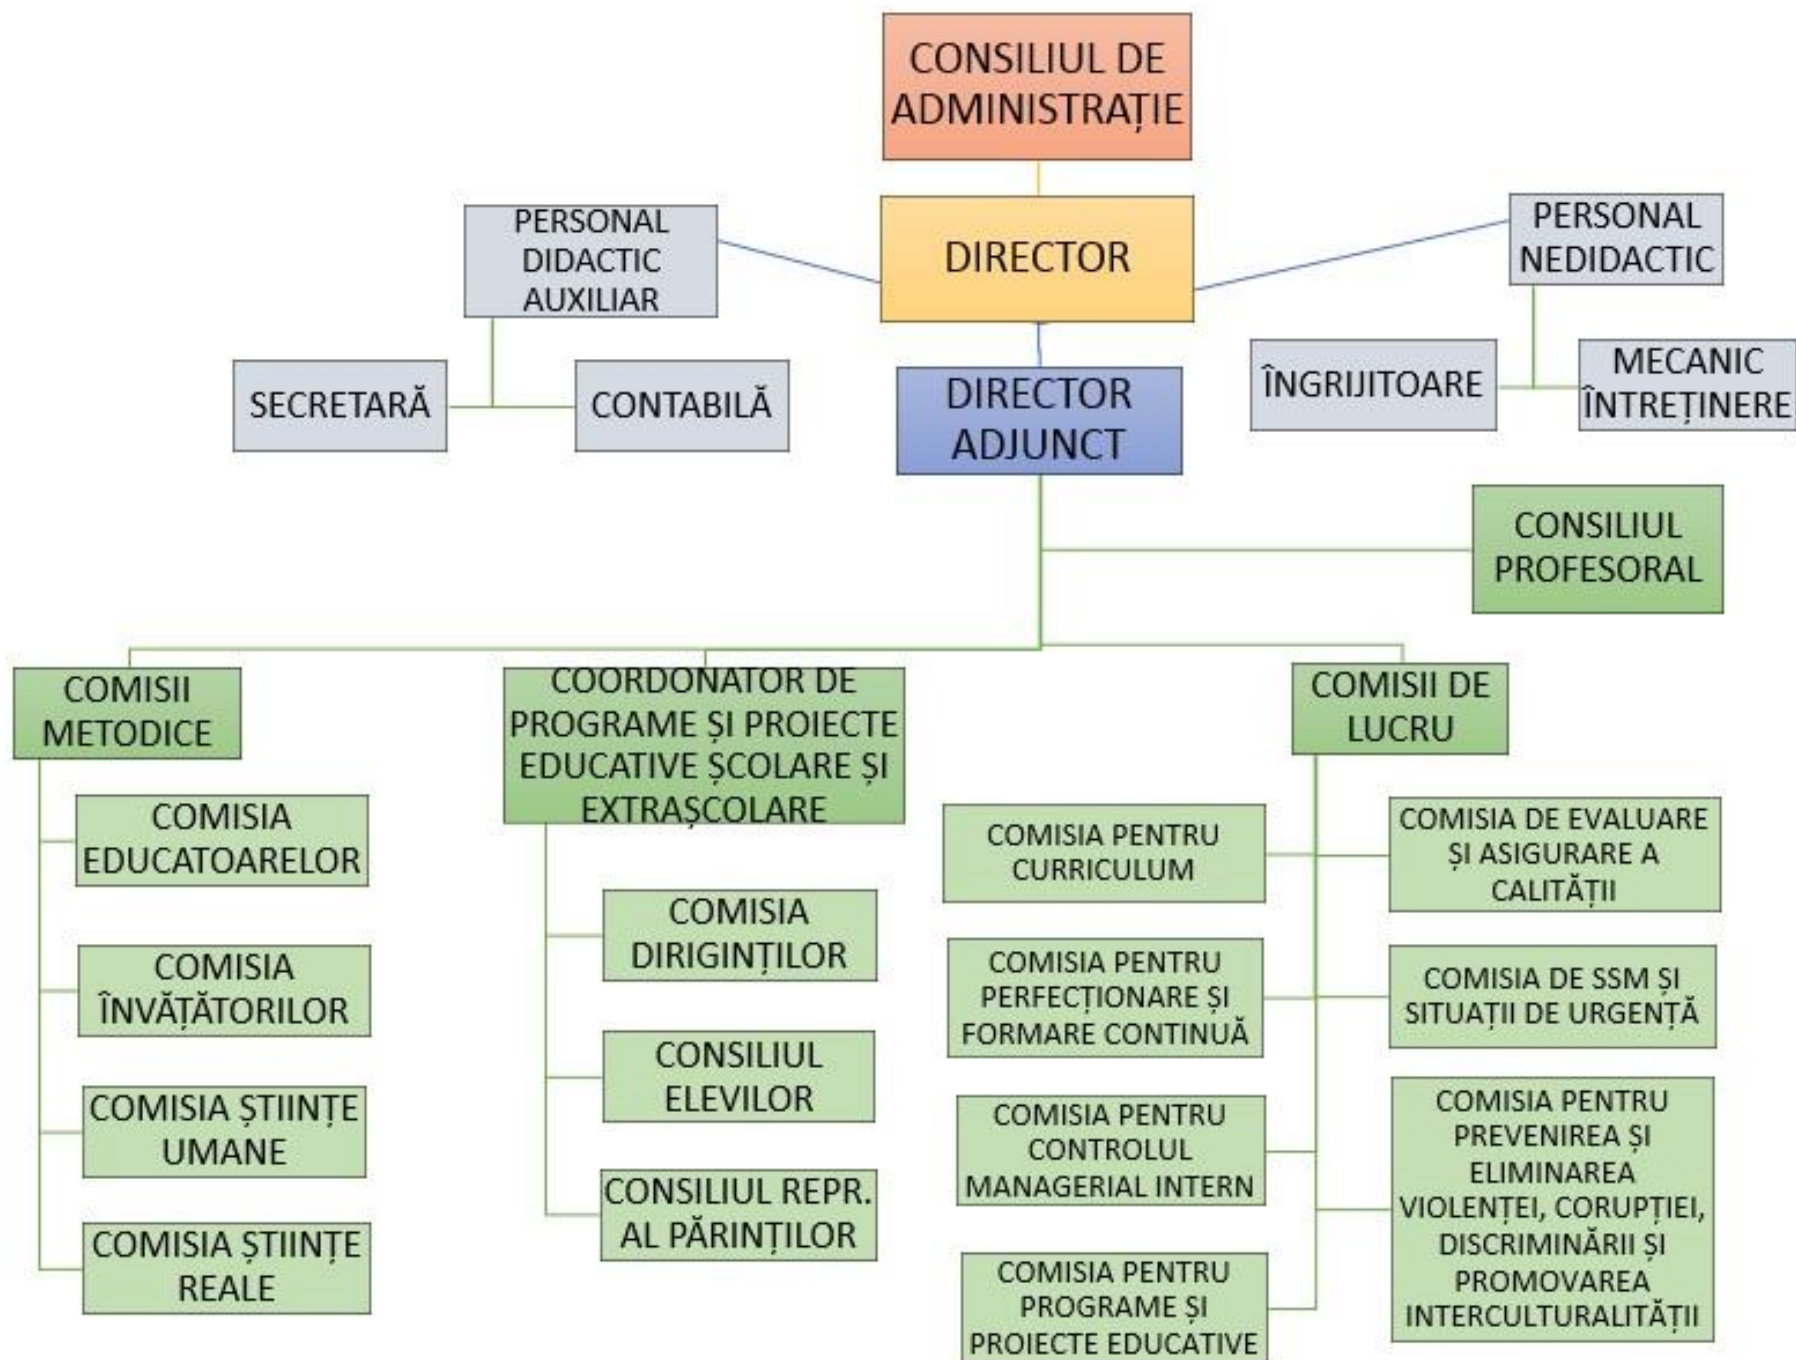 CONSILIUL DE
ADMINISTRAȚIE
PERSONAL
DIDACTIC
AUXILIAR
DIRECTOR
PERSONAL
NEDIDACTIC
SECRETARĂ
CONTABILĂ
DIRECTOR
ADJUNCT
ÎNGRIJITOARE
MECANIC
ÎNTREȚINERE
CONSILIUL
PROFESORAL
COMISII
METODICE
COMISIA
EDUCATOARELOR
COMISIA
ÎNVĂȚĂTORILOR
COMISIA ȘTIINȚE
UMANE
COMISIA ȘTIINȚE
REALE
COORDONATOR DE
PROGRAME ȘI PROIECTE
EDUCATIVE ȘCOLARE ȘI
EXTRAȘCOLARE
COMISIA
DIRIGINȚILOR
CONSILIUL
ELEVILOR
CONSILIUL REPR.
AL PĂRINȚILOR
COMISII DE
LUCRU
COMISIA PENTRU
CURRICULUM
COMISIA DE EVALUARE
ȘI ASIGURARE A
CALITĂȚII
COMISIA PENTRU
PERFECȚIONARE ȘI
FORMARE CONTINUĂ
COMISIA DE SSM ȘI
SITUAȚII DE URGENȚĂ
COMISIA PENTRU
CONTROLUL
MANAGERIAL INTERN
COMISIA PENTRU
PREVENIREA ȘI
ELIMINAREA
VIOLENȚEI, CORUPȚIEI,
DISCRIMINĂRII ȘI
PROMOVAREA
INTERCULTURALITĂȚII
COMISIA PENTRU
PROGRAME ȘI
PROIECTE EDUCATIVE